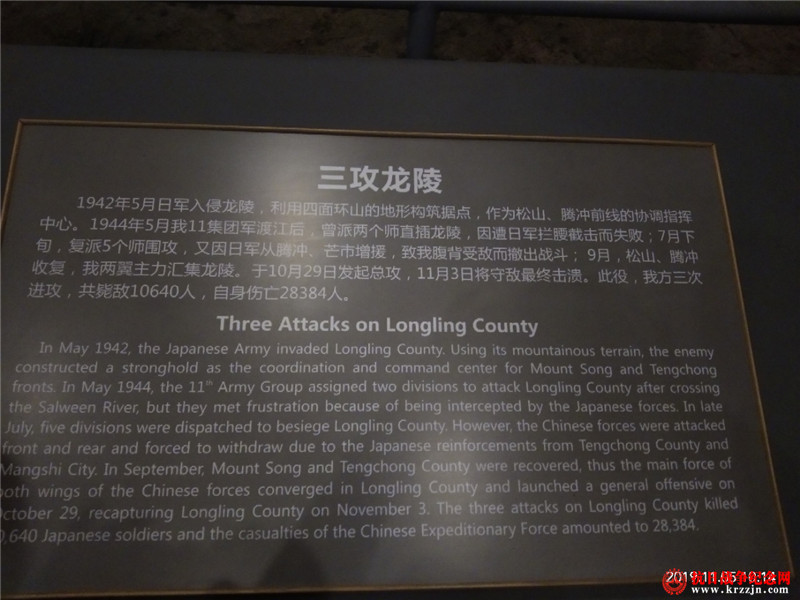 三攻龙陵
1942年5月日军入侵龙陵，利用四面环山的地形构筑据点，作为松山、腾冲前线的协调指挥
中心。1944年5月我11集团军渡江后，曾派两个师直插龙陵，因遭日军拦腰截击而失败；7月下
旬，复派5个师围攻，又因日军从腾冲、芒市增援，致我腹背受敌而撤出战斗； 9月，松山、腾冲
收复，我两翼主力汇集龙陵。于10月29日发起总攻，11月3日将守敌最终击溃。此役，我方三次
进攻，共毙敌10640人，自身伤亡28384人。
Three Attacks on Longling County
In May 1942, the Japanese Army invaded Longling County. Using its mountainous terrain, the enemy
constructed a stronghold as the coordination and command center for Mount Song and Tengchong
fronts. In May 1944, the 11th Army Group assigned two divisions to attack Longling County after crossing
the Salween River, but they met frustration because of being intercepted by the Japanese forces. In late
July, five divisions were dispatched to besiege Longling County. However, the Chinese forces were attacked
front and rear and forced to withdraw due to the Japanese reinforcements from Tengchong County and
Mangshi City. In September, Mount Song and Tengchong County were recovered, thus the main force of
both wings of the Chinese forces converged in Longling County and launched a general offensive on
October 29, recapturing Longling County on November 3. The three attacks on Longling County killed
0,640 Japanese soldiers and the casualties of the Chinese Expeditionary Force amounted to 28,384.
2019.11.05
www.krzzjn.com